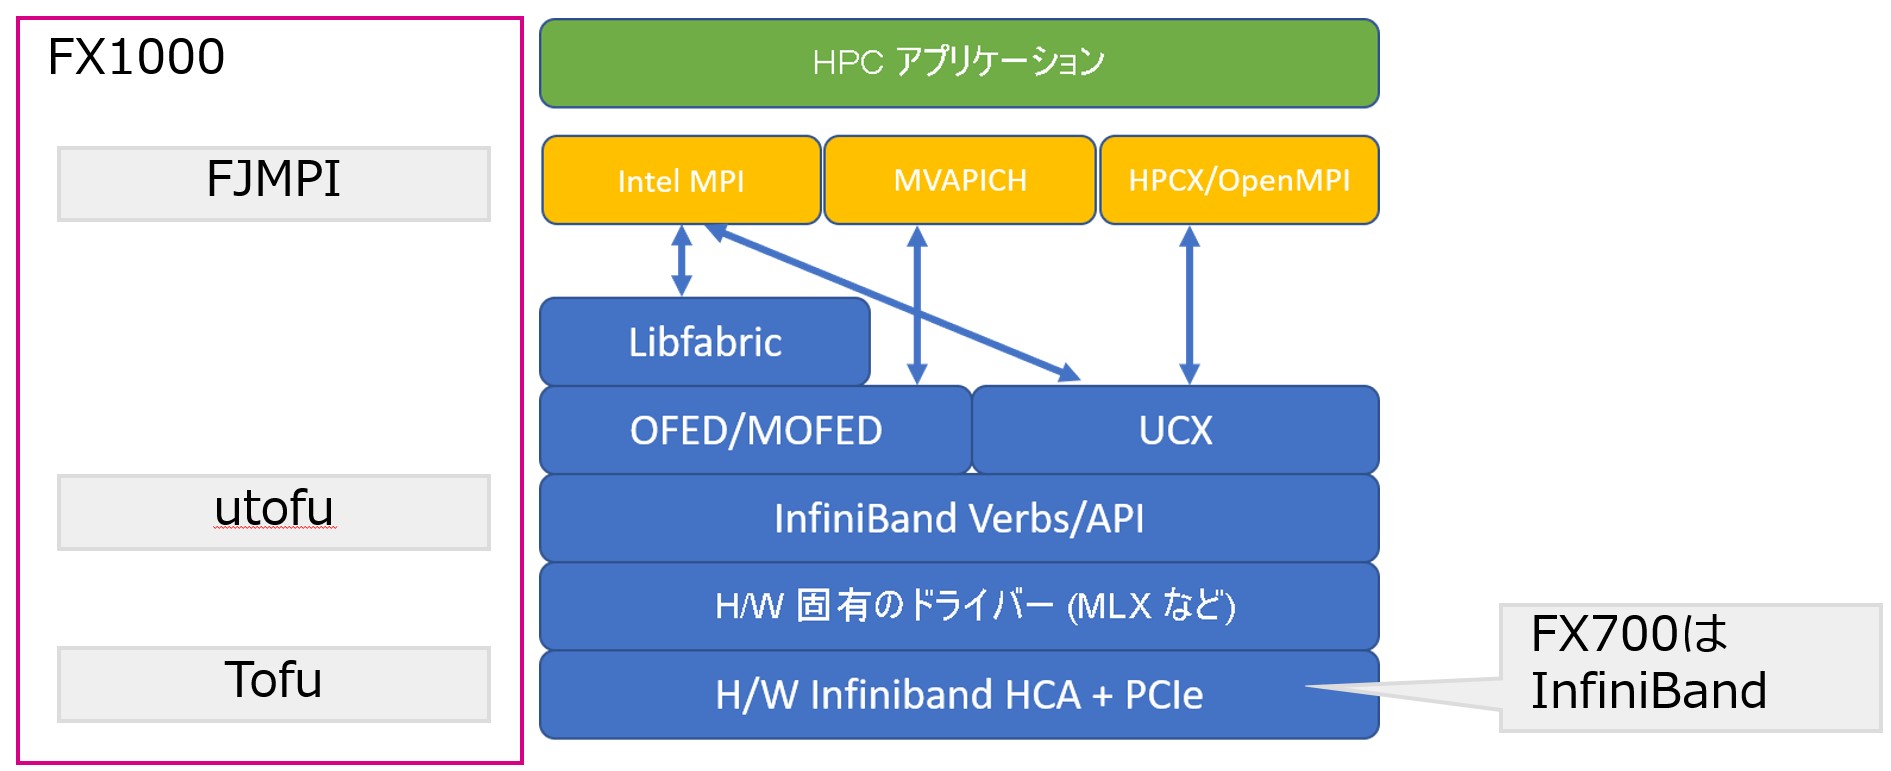 FX1000
FJMPI
utofu
Tofu
HPC アプリケーション
Intel MPI
MVAPICH
HPCX/OpenMPI
Libfabric
OFED/MOFED
UCX
InfiniBand Verbs/API
H/W 固有のドライバー (MLX など)
H/W Infiniband HCA + PCIe
FX700は
InfiniBand